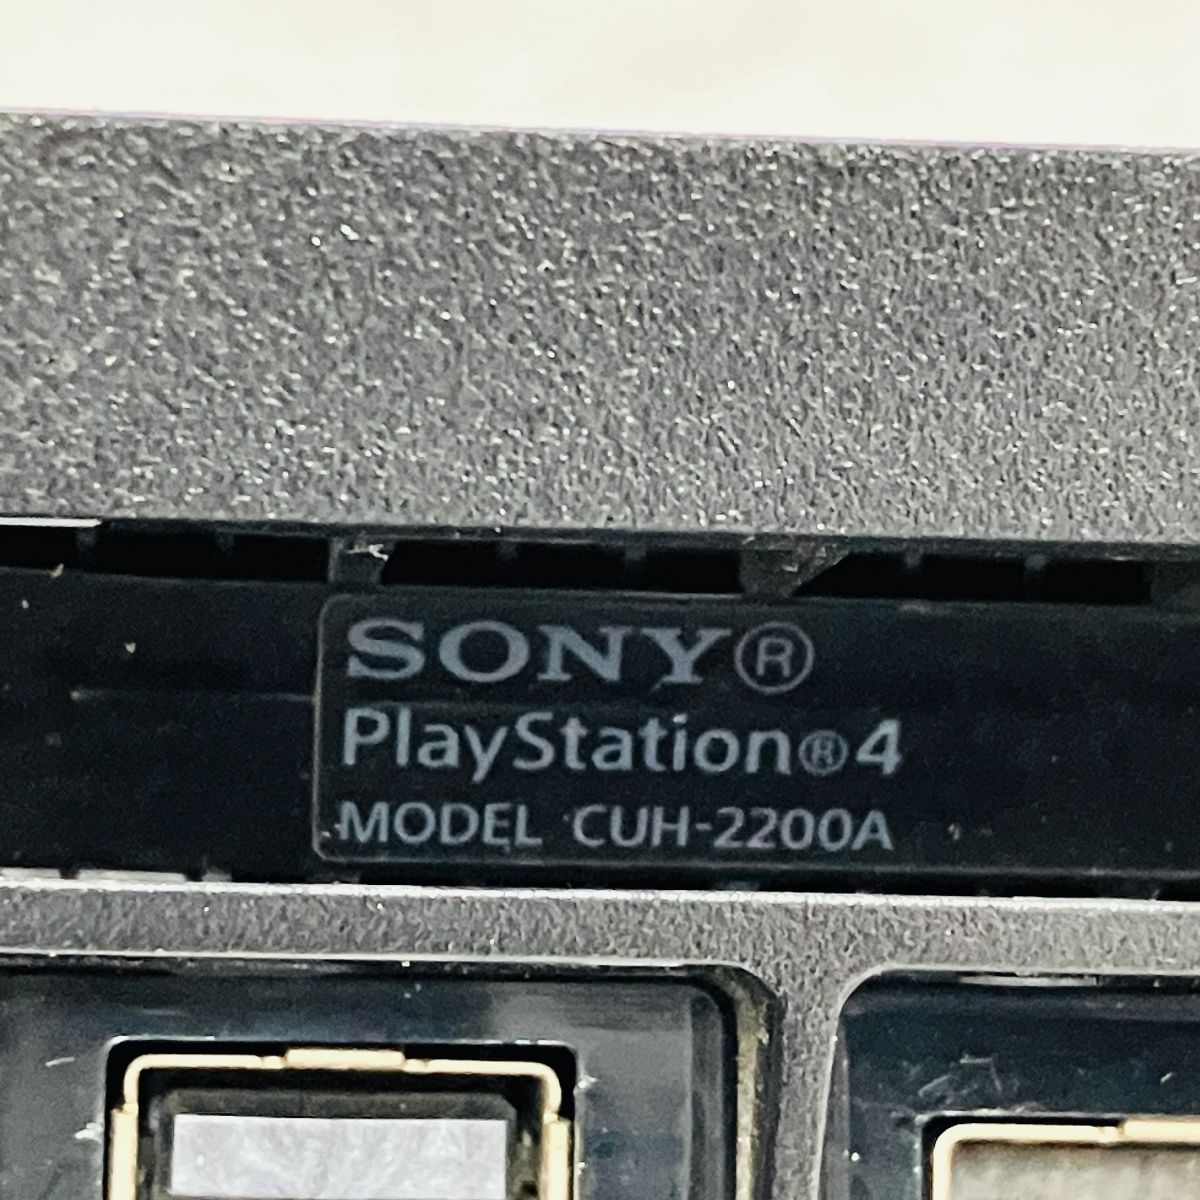 SONY®
PlayStation®4
MODEL CUH-2200A